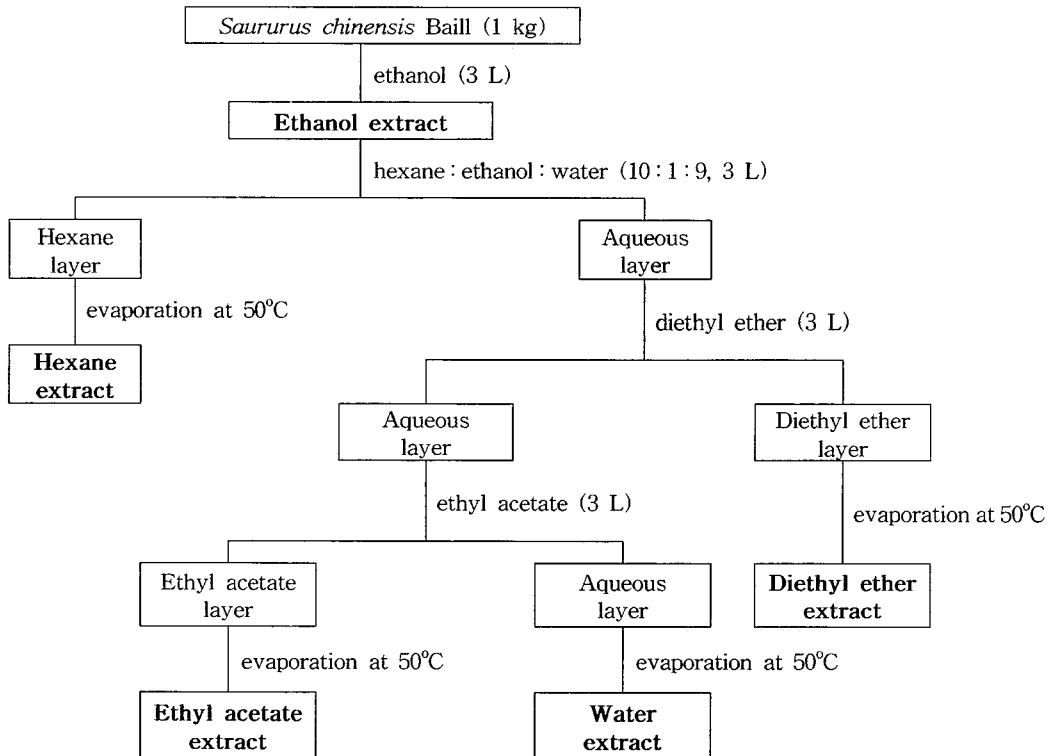 Saururus chinensis Baill (1 kg)
ethanol (3 L)
Ethanol extract
hexane : ethanol : water (10 : 1 : 9, 3 L)
Hexane
layer
Aqueous
layer
evaporation at 50°C
diethyl ether (3 L)
Hexane
extract
Aqueous
layer
Diethyl ether
layer
ethyl acetate (3 L)
evaporation at 50°C
Ethyl acetate
layer
Aqueous
layer
Diethyl ether
extract
evaporation at 50°C
evaporation at 50°C
Ethyl acetate
extract
Water
extract